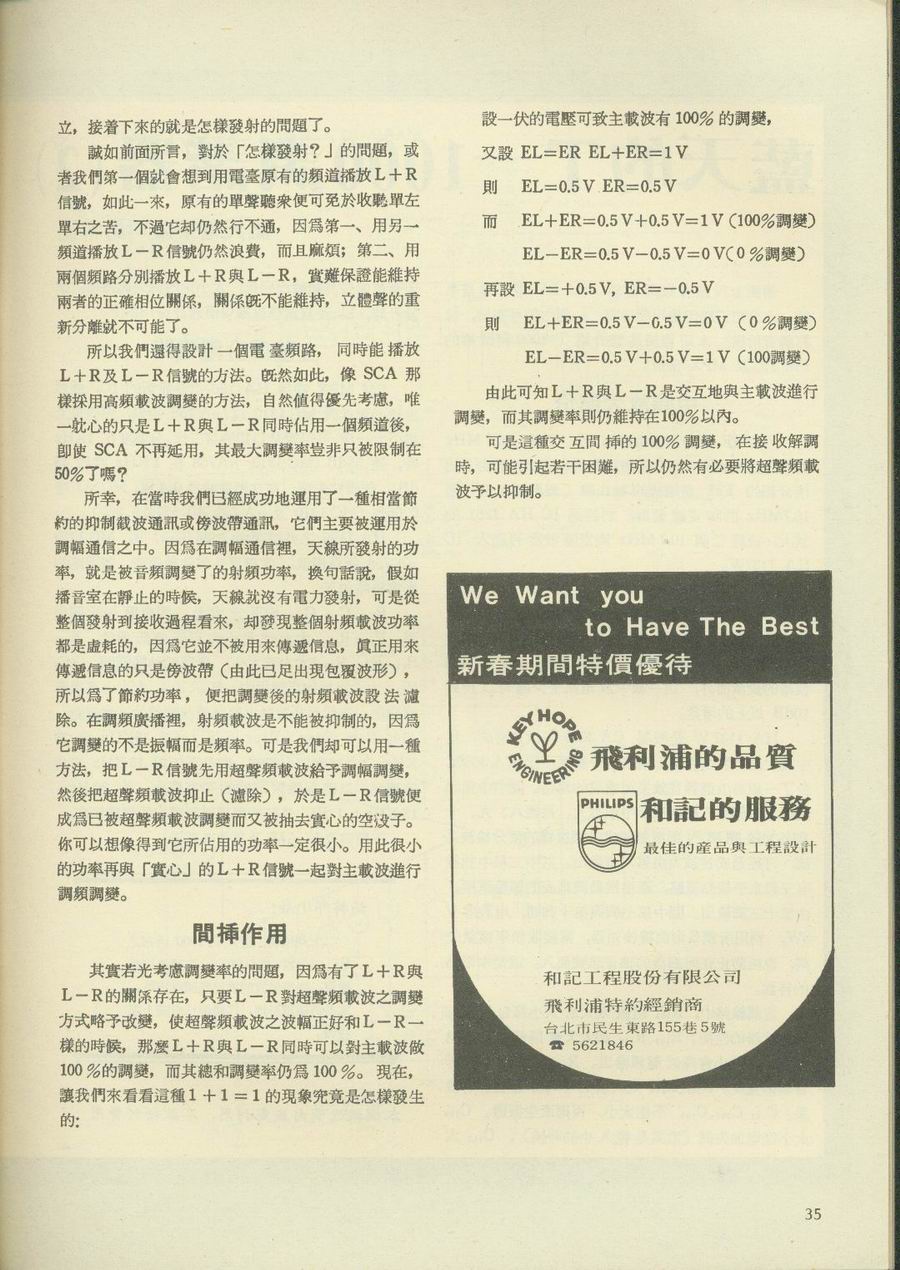 立，接着下來的就是怎樣發射的問題了。
誠如前面所言，對於「怎樣發射？」的問題，或
者我們第一個就會想到用電臺原有的頻道播放L＋R
信號，如此一來，原有的單聲聽衆便可免於收聽單左
單右之苦，不過它却仍然行不通，因爲第一、用另一
頻道播放L－R信號仍然浪費，而且麻煩；第二、用
兩個頻路分別播放L＋R與L－R，實難保證能維持
兩者的正確相位關係，關係旣不能維持，立體聲的重
新分離就不可能了。
所以我們還得設計一個電臺頻路，同時能播放
L＋R及L－R信號的方法。旣然如此，像 SCA 那
樣採用高頻載波調變的方法，自然值得優先考慮，唯
一躭心的只是L＋R與L－R同時佔用一個頻道後，
卽使 SCA 不再延用，其最大調變率豈非只被限制在
50％了嗎？
所幸，在當時我們已經成功地運用了一種相當節
約的抑制截波通訊或傍波帶通訊，它們主要被運用於
調幅通信之中。因爲在調幅通信裡，天線所發射的功
率，就是被音頻調變了的射頻功率，換句話說，假如
播音室在靜止的時候，天線就沒有電力發射，可是從
整個發射到接收過程看來，却發現整個射頻載波功率
都是虛耗的，因爲它並不被用來傳遞信息，眞正用來
傳遞信息的只是傍波帶（由此已足出現包覆波形），
所以爲了節約功率，便把調變後的射頻載波設法濾
除。在調頻廣播裡，射頻載波是不能被抑制的，因爲
它調變的不是振幅而是頻率。可是我們却可以用一種
方法，把L－R信號先用超聲頻載波給予調幅調變，
然後把超聲頻載波抑止（濾除），於是L－R信號便
成爲已被超聲頻載波調變而又被抽去實心的空殼子。
你可以想像得到它所佔用的功率一定很小。用此很小
的功率再與「實心」的L＋R信號一起對主載波進行
調頻調變。
間揷作用
其實若光考慮調變率的問題，因爲有了L＋R與
L－R的關係存在，只要L－R對超聲頻載波之調變
方式略予改變，使超聲頻載波之波幅正好和L－R一
樣的時候，那麽L＋R與L－R同時可以對主載波做
100％的調變，而其總和調變率仍爲100％。現在，
讓我們來看看這種1＋1＝1的現象究竟是怎樣發生
的：
設一伏的電壓可致主載波有100％的調變，
又設 EL=ER EL+ER=1V
則 EL=0.5V ER=0.5V
而 EL+ER=0.5V+0.5V=1V（100％調變）
EL−ER=0.5V−0.5V=0V（0％調變）
再設 EL=+0.5V, ER=−0.5V
則 EL+ER=0.5V−0.5V=0V（0％調變）
EL−ER=0.5V+0.5V=1V（100調變）
由此可知L＋R與L－R是交互地與主載波進行
調變，而其調變率則仍維持在100％以內。
可是這種交互間揷的100％調變，在接收解調
時，可能引起若干困難，所以仍然有必要將超聲頻載
波予以抑制。
We Want you
to Have The Best
新春期間特價優待
KEY HOPE
ENGINEERING
飛利浦的品質
PHILIPS
和記的服務
最佳的產品與工程設計
和記工程股份有限公司
飛利浦特約經銷商
台北市民生東路155巷5號
☎ 5621846
35